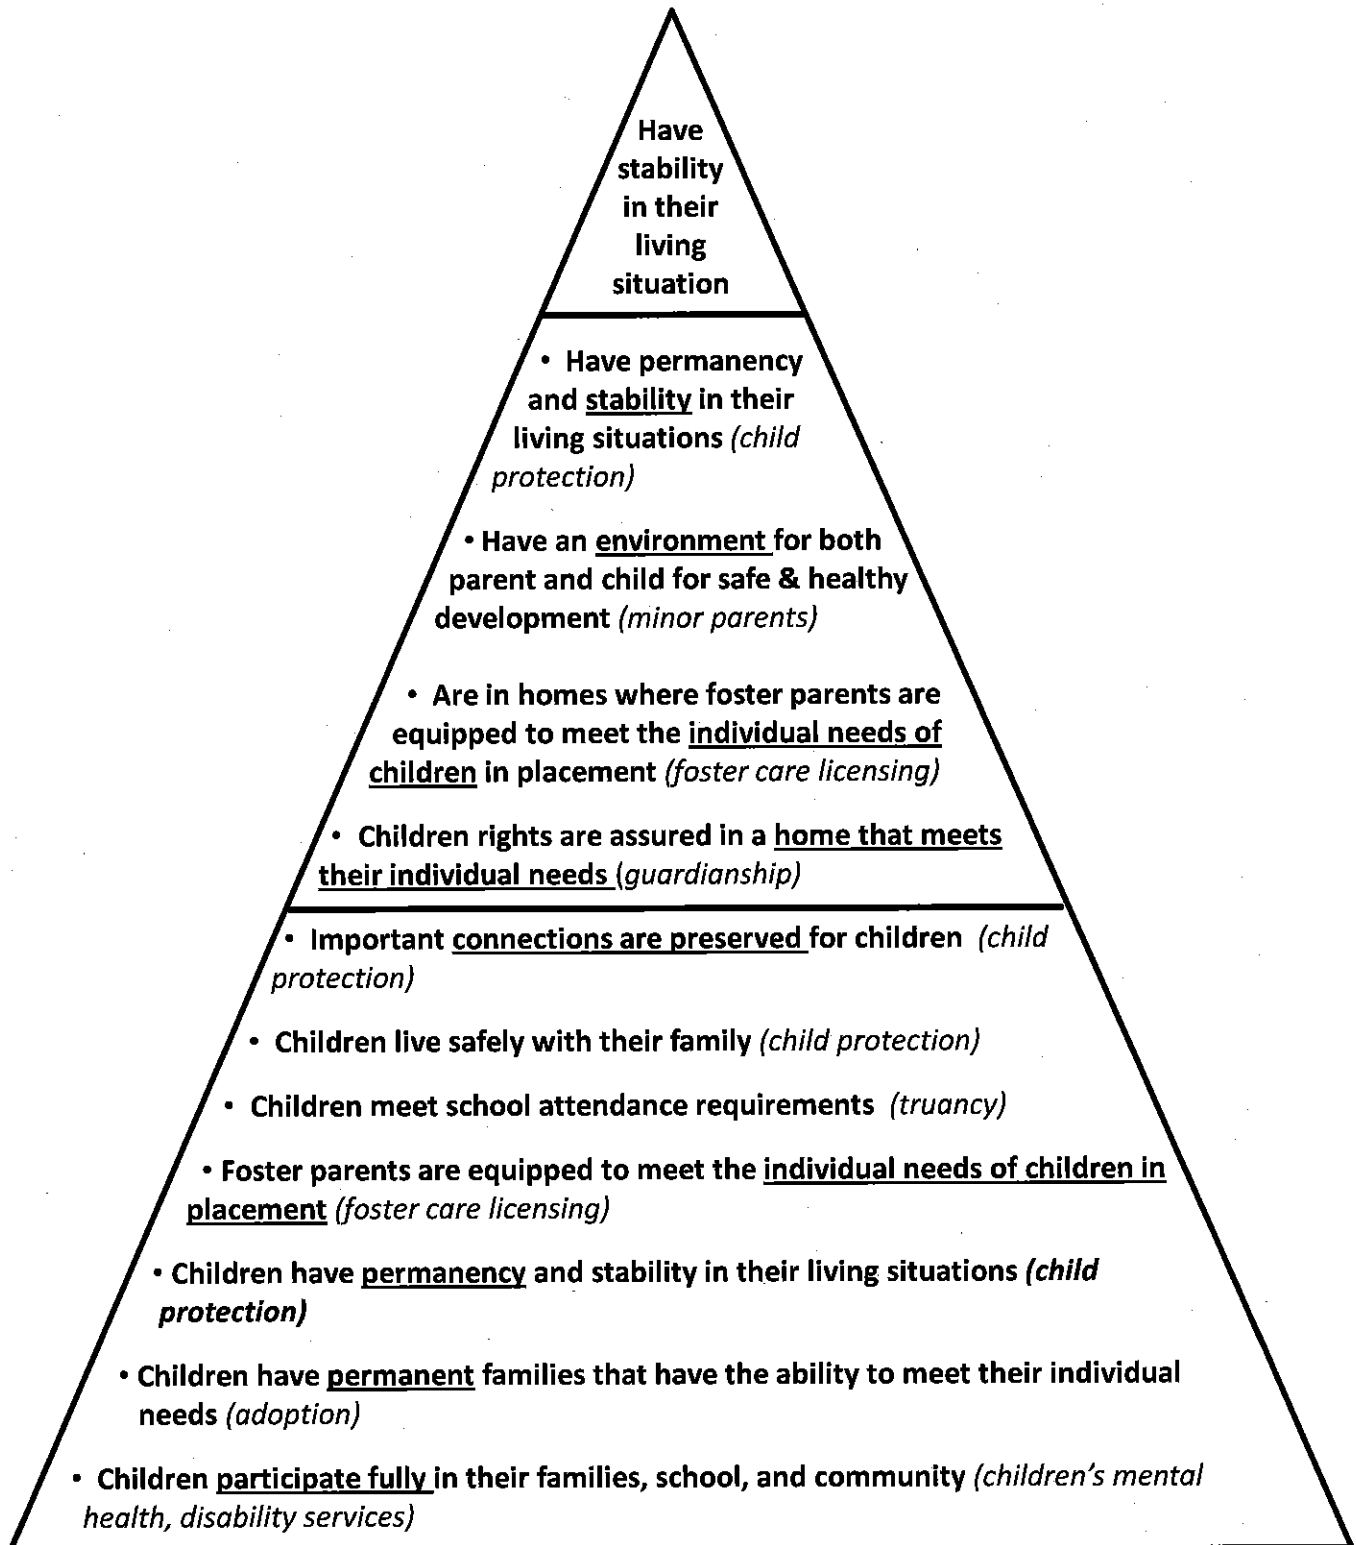 Have
stability
in their
living
situation
• Have permanency
and stability in their
living situations (child
protection)
• Have an environment for both
parent and child for safe & healthy
development (minor parents)
• Are in homes where foster parents are
equipped to meet the individual needs of
children in placement (foster care licensing)
• Children rights are assured in a home that meets
their individual needs (guardianship)
• Important connections are preserved for children (child
protection)
• Children live safely with their family (child protection)
• Children meet school attendance requirements (truancy)
• Foster parents are equipped to meet the individual needs of children in
placement (foster care licensing)
• Children have permanency and stability in their living situations (child
protection)
• Children have permanent families that have the ability to meet their individual
needs (adoption)
• Children participate fully in their families, school, and community (children's mental
health, disability services)